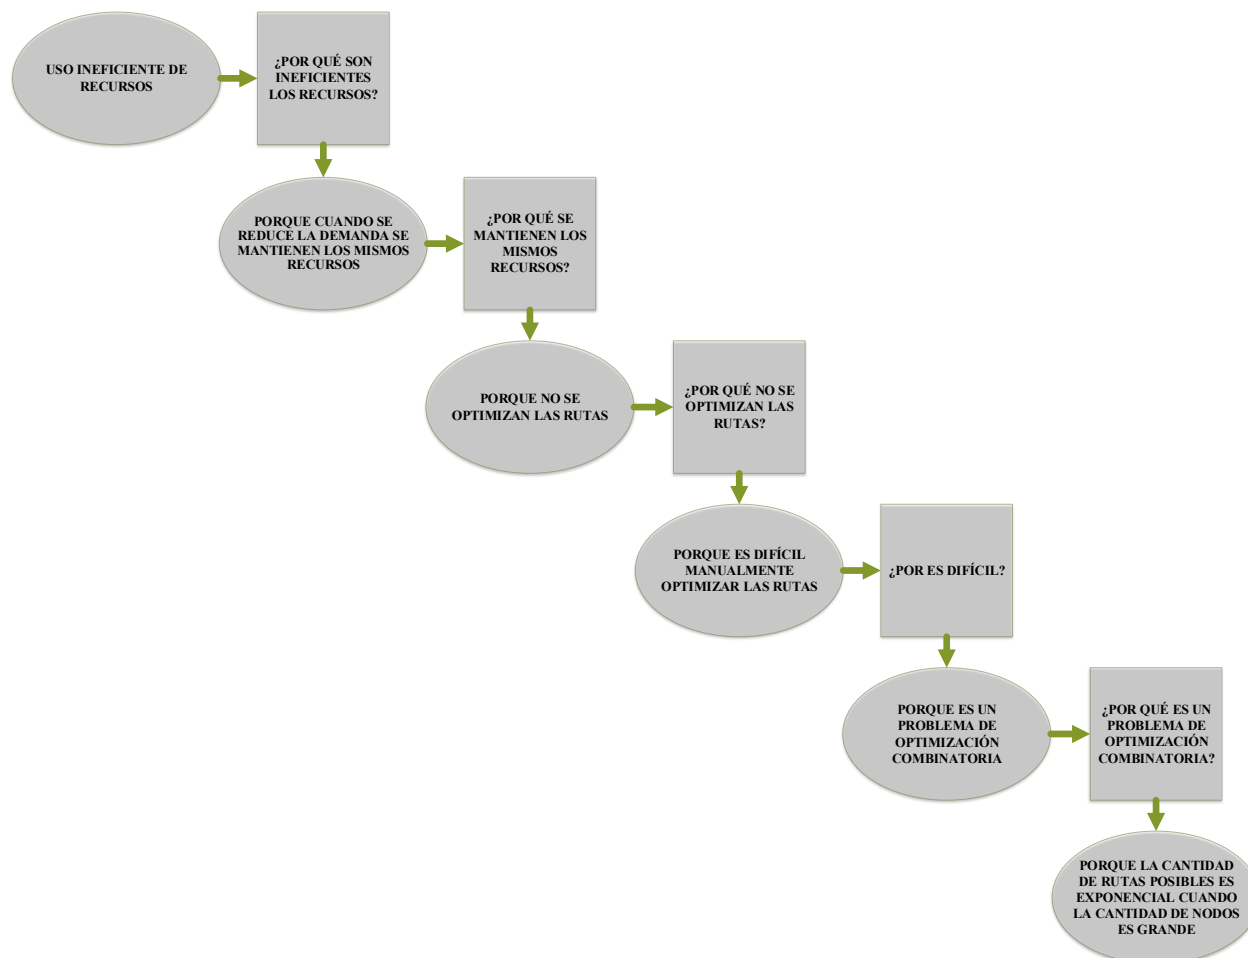 USO INEFICIENTE DE
RECURSOS
¿POR QUÉ SON
INEFICIENTES
LOS RECURSOS?
PORQUE CUANDO SE
REDUCE LA DEMANDA SE
MANTIENEN LOS MISMOS
RECURSOS
¿POR QUÉ SE
MANTIENEN LOS
MISMOS
RECURSOS?
PORQUE NO SE
OPTIMIZAN LAS RUTAS
¿POR QUÉ NO SE
OPTIMIZAN LAS
RUTAS?
PORQUE ES DIFÍCIL
MANUALMENTE
OPTIMIZAR LAS RUTAS
¿POR ES DIFÍCIL?
PORQUE ES UN
PROBLEMA DE
OPTIMIZACIÓN
COMBINATORIA
¿POR QUÉ ES UN
PROBLEMA DE
OPTIMIZACIÓN
COMBINATORIA?
PORQUE LA CANTIDAD
DE RUTAS POSIBLES ES
EXPONENCIAL CUANDO
LA CANTIDAD DE NODOS
ES GRANDE